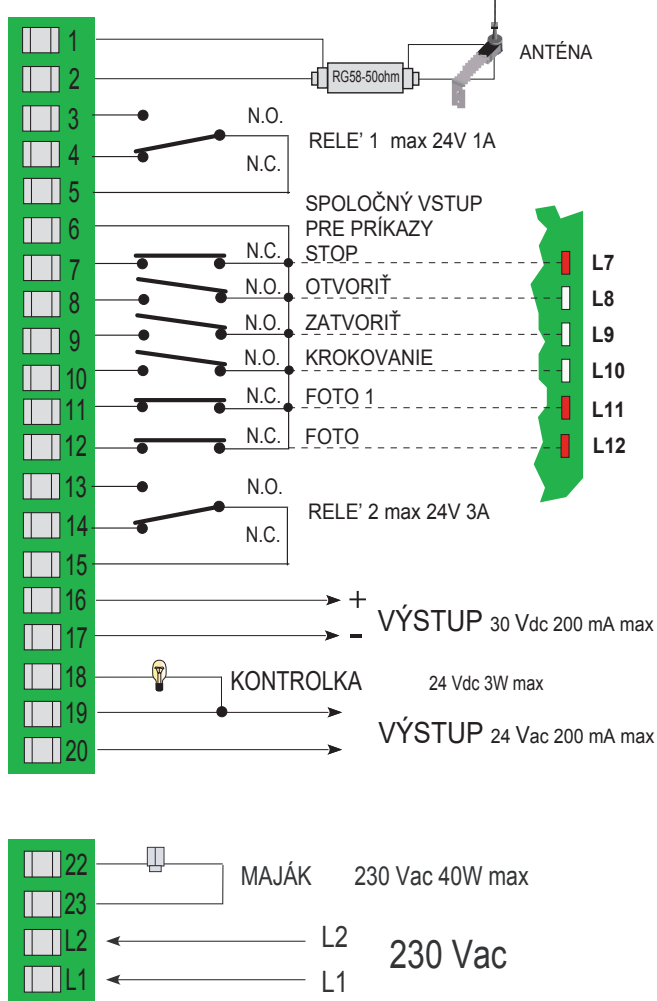 1
ANTÉNA
2
RG58-50ohm
3
N.O.
RELE' 1 max 24V 1A
4
N.C.
5
SPOLOČNÝ VSTUP
6
PRE PRÍKAZY
7
N.C.
STOP
L7
8
N.O.
OTVORIŤ
L8
9
N.O.
ZATVORIŤ
L9
10
N.O.
KROKOVANIE
L10
11
N.C.
FOTO 1
L11
12
N.C.
FOTO
L12
13
N.O.
RELE' 2 max 24V 3A
14
N.C.
15
16
+
VÝSTUP 30 Vdc 200 mA max
17
-
18
KONTROLKA 24 Vdc 3W max
19
VÝSTUP 24 Vac 200 mA max
20
22
MAJÁK 230 Vac 40W max
23
L2
L2
230 Vac
L1
L1